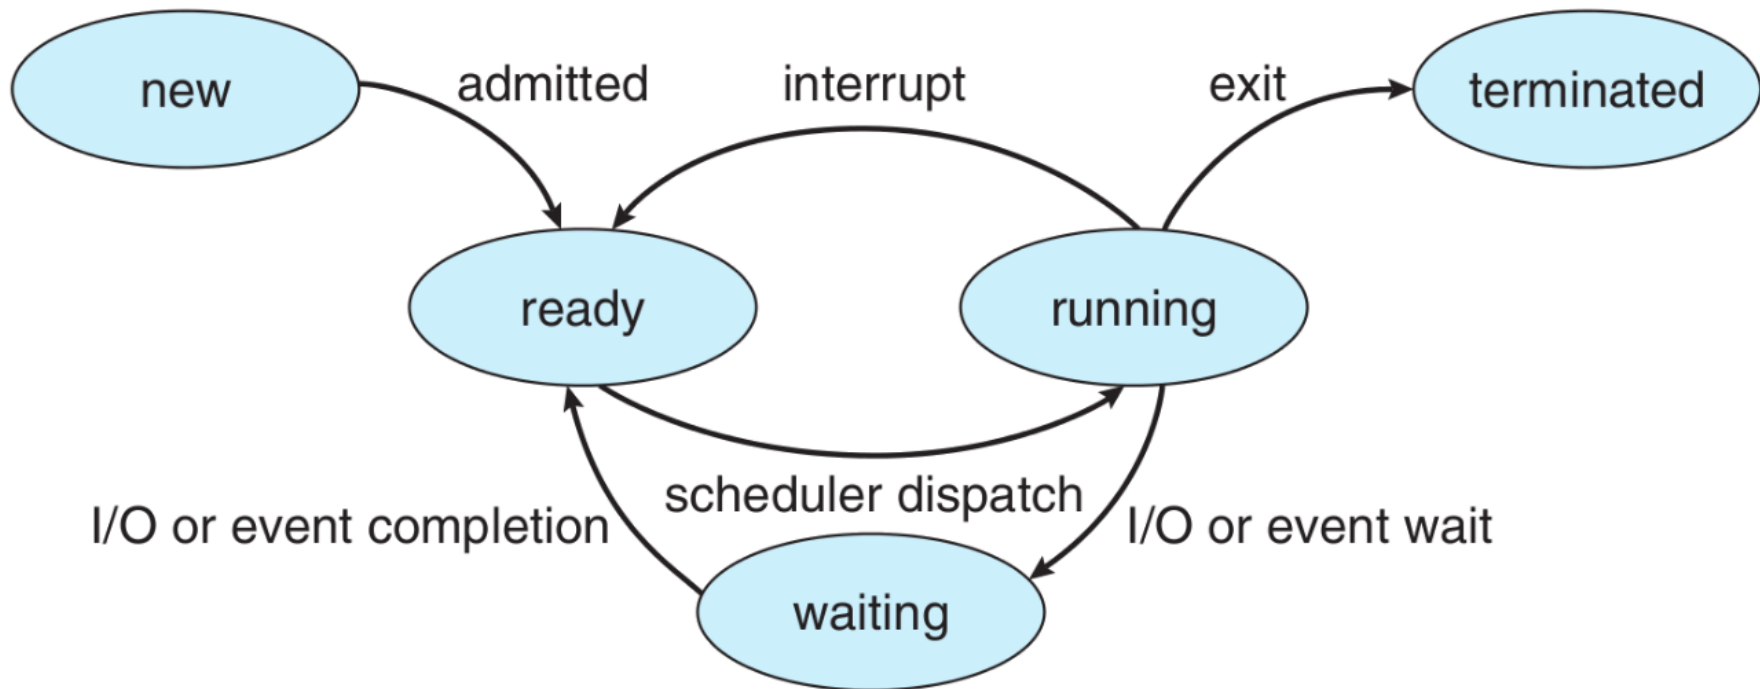 new
admitted
interrupt
exit
terminated
ready
running
scheduler dispatch
I/O or event completion
I/O or event wait
waiting